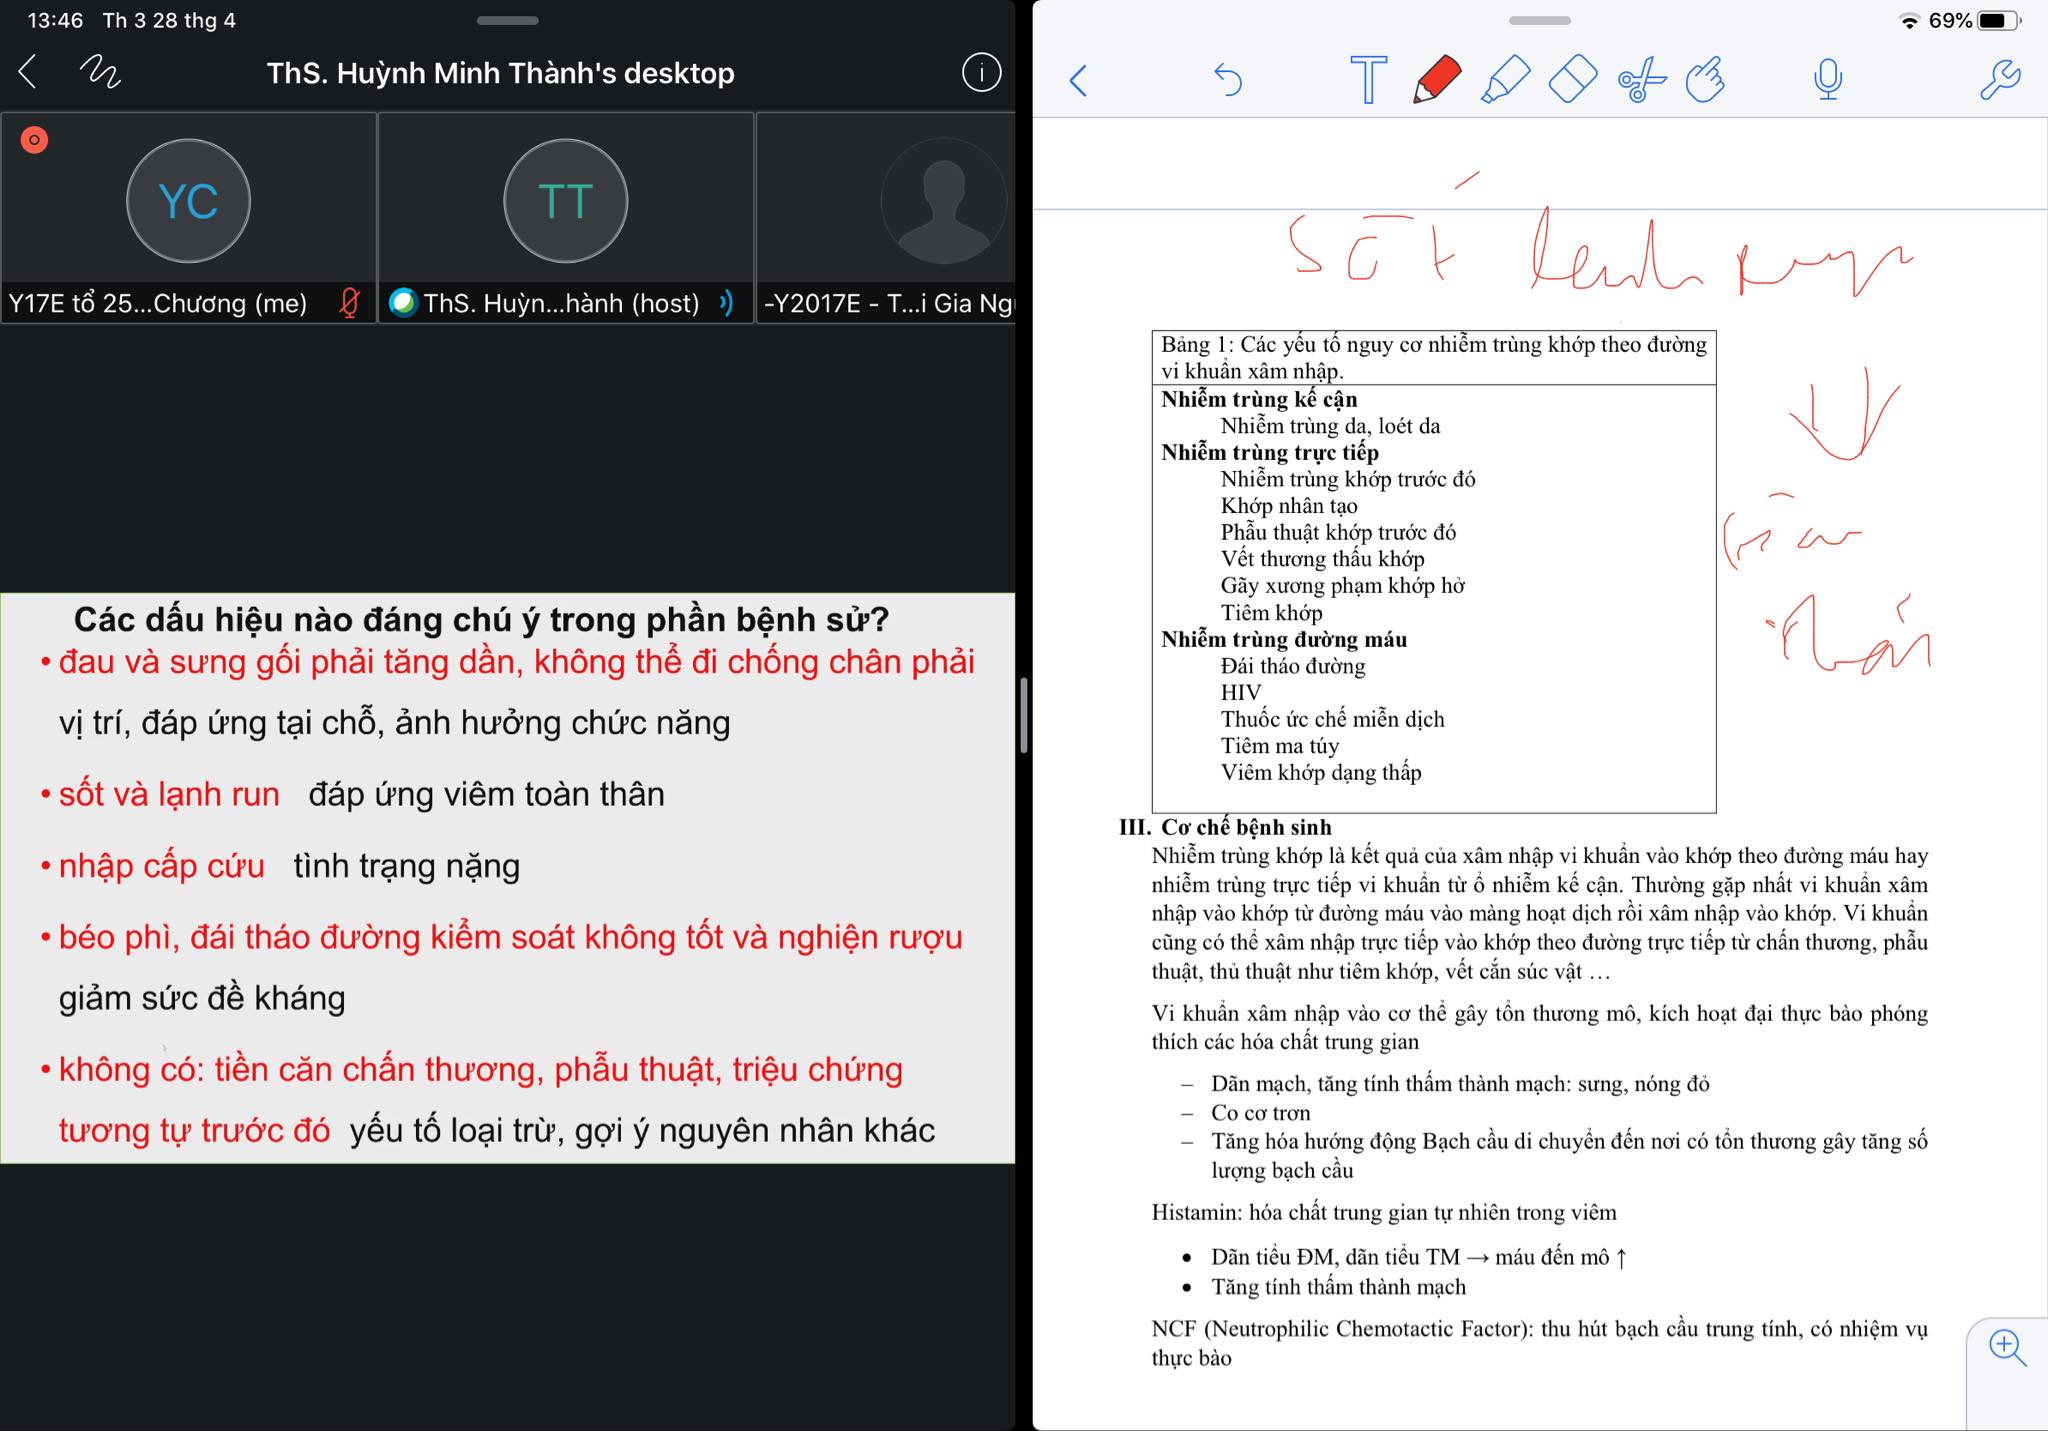 13:46 Th 3 28 thg 4
ThS. Huỳnh Minh Thành's desktop
YC
TT
Y17E tổ 25...Chương (me)
ThS. Huỳn...hành (host)
-Y2017E - T...i Gia Ng
Các dấu hiệu nào đáng chú ý trong phần bệnh sử?
• đau và sưng gối phải tăng dần, không thể đi chống chân phải
vị trí, đáp ứng tại chỗ, ảnh hưởng chức năng
• sốt và lạnh run đáp ứng viêm toàn thân
• nhập cấp cứu tình trạng nặng
• béo phì, đái tháo đường kiểm soát không tốt và nghiện rượu
giảm sức đề kháng
• không có: tiền căn chấn thương, phẫu thuật, triệu chứng
tương tự trước đó yếu tố loại trừ, gợi ý nguyên nhân khác
69%
T
sốt lạnh run
Bảng 1: Các yếu tố nguy cơ nhiễm trùng khớp theo đường
vi khuẩn xâm nhập.
Nhiễm trùng kế cận
Nhiễm trùng da, loét da
Nhiễm trùng trực tiếp
Nhiễm trùng khớp trước đó
Khớp nhân tạo
Phẫu thuật khớp trước đó
Vết thương thấu khớp
Gãy xương phạm khớp hở
Tiêm khớp
Nhiễm trùng đường máu
Đái tháo đường
HIV
Thuốc ức chế miễn dịch
Tiêm ma túy
Viêm khớp dạng thấp
III. Cơ chế bệnh sinh
Nhiễm trùng khớp là kết quả của xâm nhập vi khuẩn vào khớp theo đường máu hay
nhiễm trùng trực tiếp vi khuẩn từ ổ nhiễm kế cận. Thường gặp nhất vi khuẩn xâm
nhập vào khớp từ đường máu vào màng hoạt dịch rồi xâm nhập vào khớp. Vi khuẩn
cũng có thể xâm nhập trực tiếp vào khớp theo đường trực tiếp từ chấn thương, phẫu
thuật, thủ thuật như tiêm khớp, vết cắn súc vật …
Vi khuẩn xâm nhập vào cơ thể gây tổn thương mô, kích hoạt đại thực bào phóng
thích các hóa chất trung gian
– Dãn mạch, tăng tính thấm thành mạch: sưng, nóng đỏ
– Co cơ trơn
– Tăng hóa hướng động Bạch cầu di chuyển đến nơi có tổn thương gây tăng số
lượng bạch cầu
Histamin: hóa chất trung gian tự nhiên trong viêm
• Dãn tiểu ĐM, dãn tiểu TM → máu đến mô ↑
• Tăng tính thấm thành mạch
NCF (Neutrophilic Chemotactic Factor): thu hút bạch cầu trung tính, có nhiệm vụ
thực bào